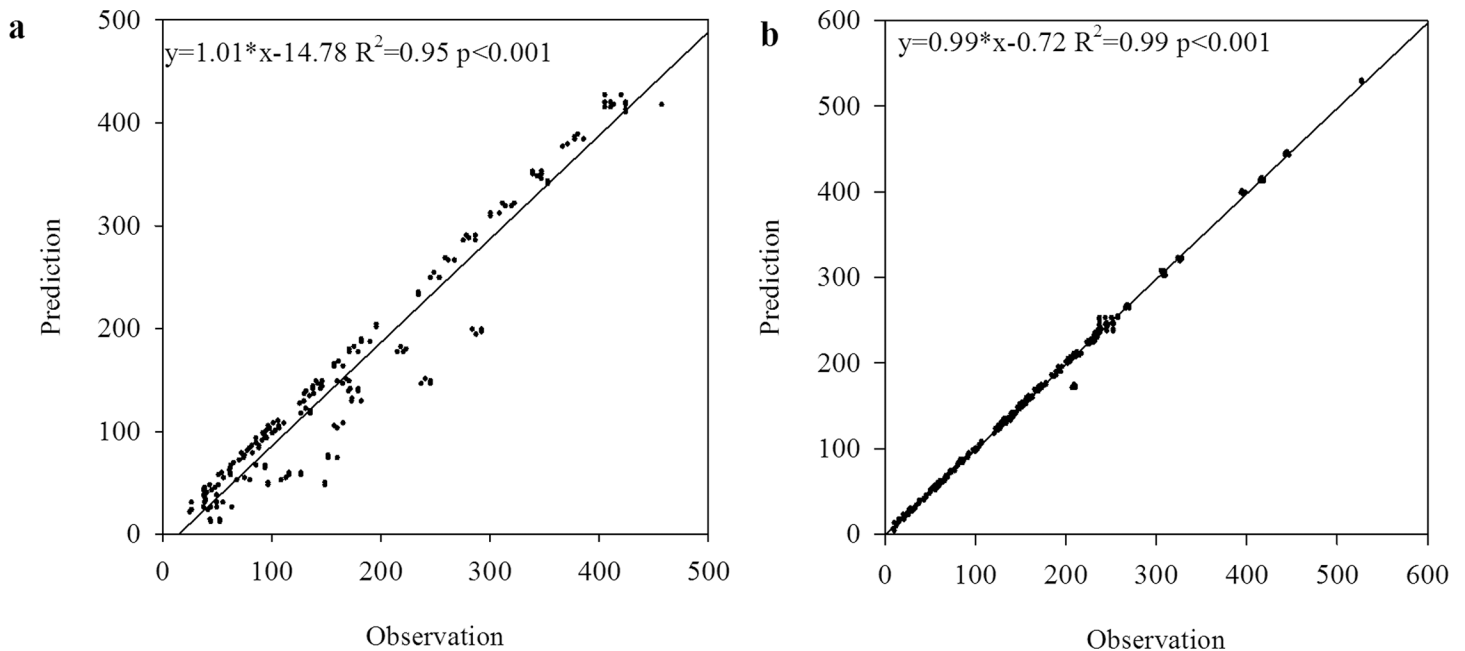 a
y=1.01*x-14.78 R²=0.95 p<0.001
500
400
300
200
100
0
Prediction
0 100 200 300 400 500
Observation
b
y=0.99*x-0.72 R²=0.99 p<0.001
600
500
400
300
200
100
0
Prediction
0 100 200 300 400 500 600
Observation